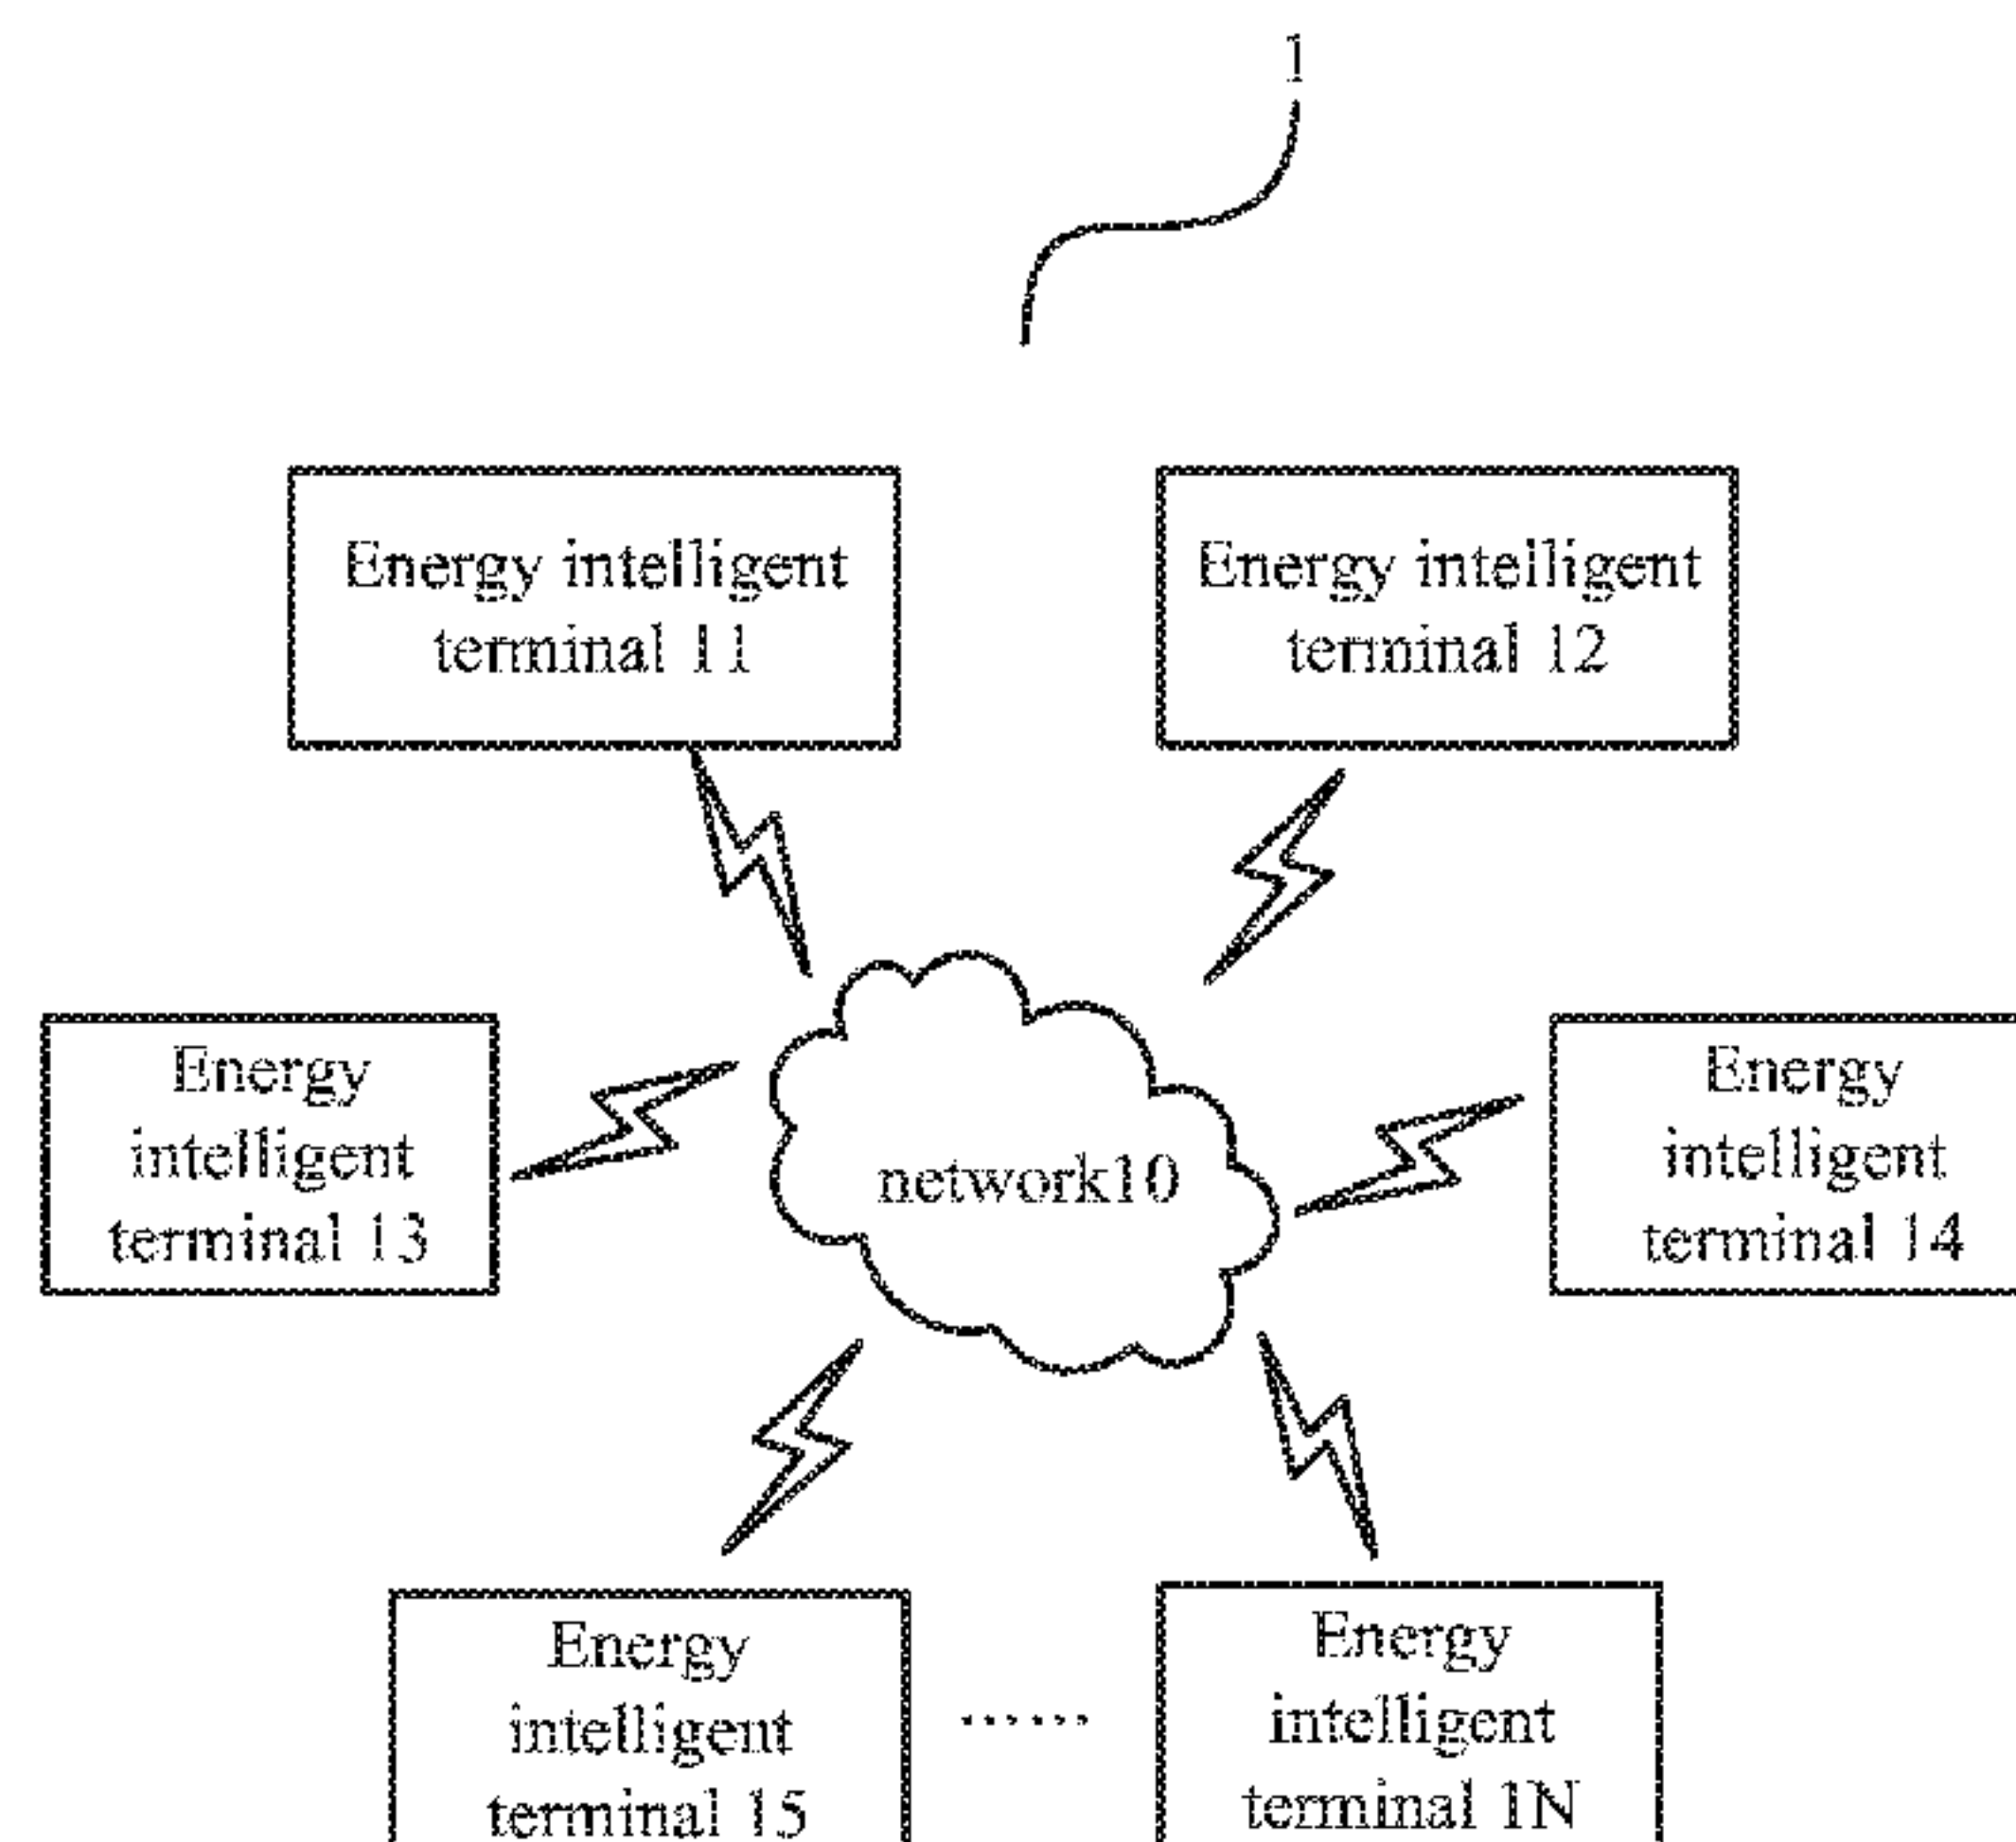 1
Energy intelligent
terminal 11
Energy intelligent
terminal 12
Energy
intelligent
terminal 13
network10
Energy
intelligent
terminal 14
Energy
intelligent
terminal 15
......
Energy
intelligent
terminal 1N